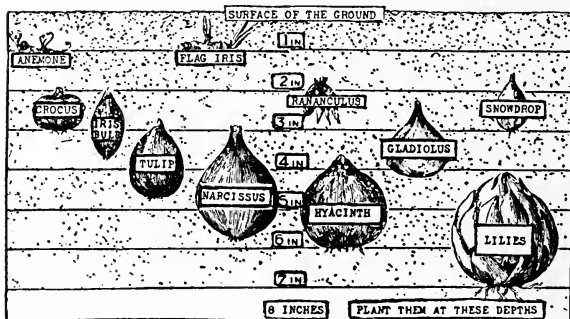 SURFACE OF THE GROUND
1 IN
ANEMONE
FLAG IRIS
2 IN
CROCUS
IRIS
BULB
RANANCULUS
SNOWDROP
3 IN
TULIP
4 IN
GLADIOLUS
NARCISSUS
5 IN
HYACINTH
6 IN
LILIES
7 IN
8 INCHES
PLANT THEM AT THESE DEPTHS